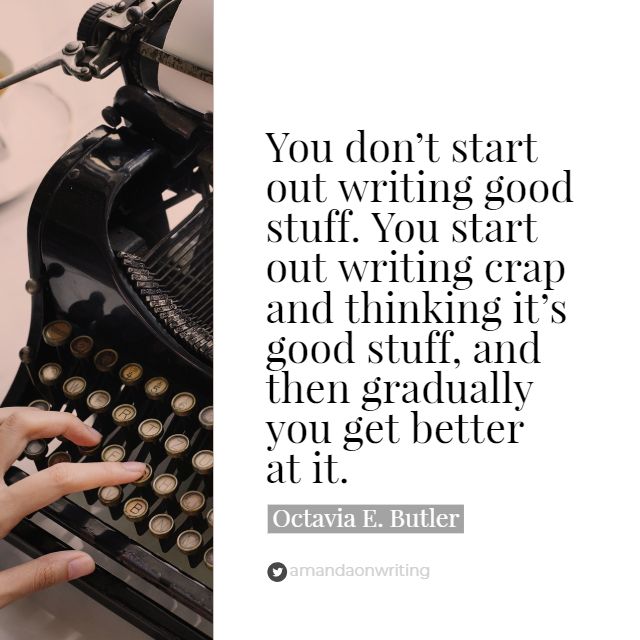 You don’t start
out writing good
stuff. You start
out writing crap
and thinking it’s
good stuff, and
then gradually
you get better
at it.
Octavia E. Butler
amandaonwriting